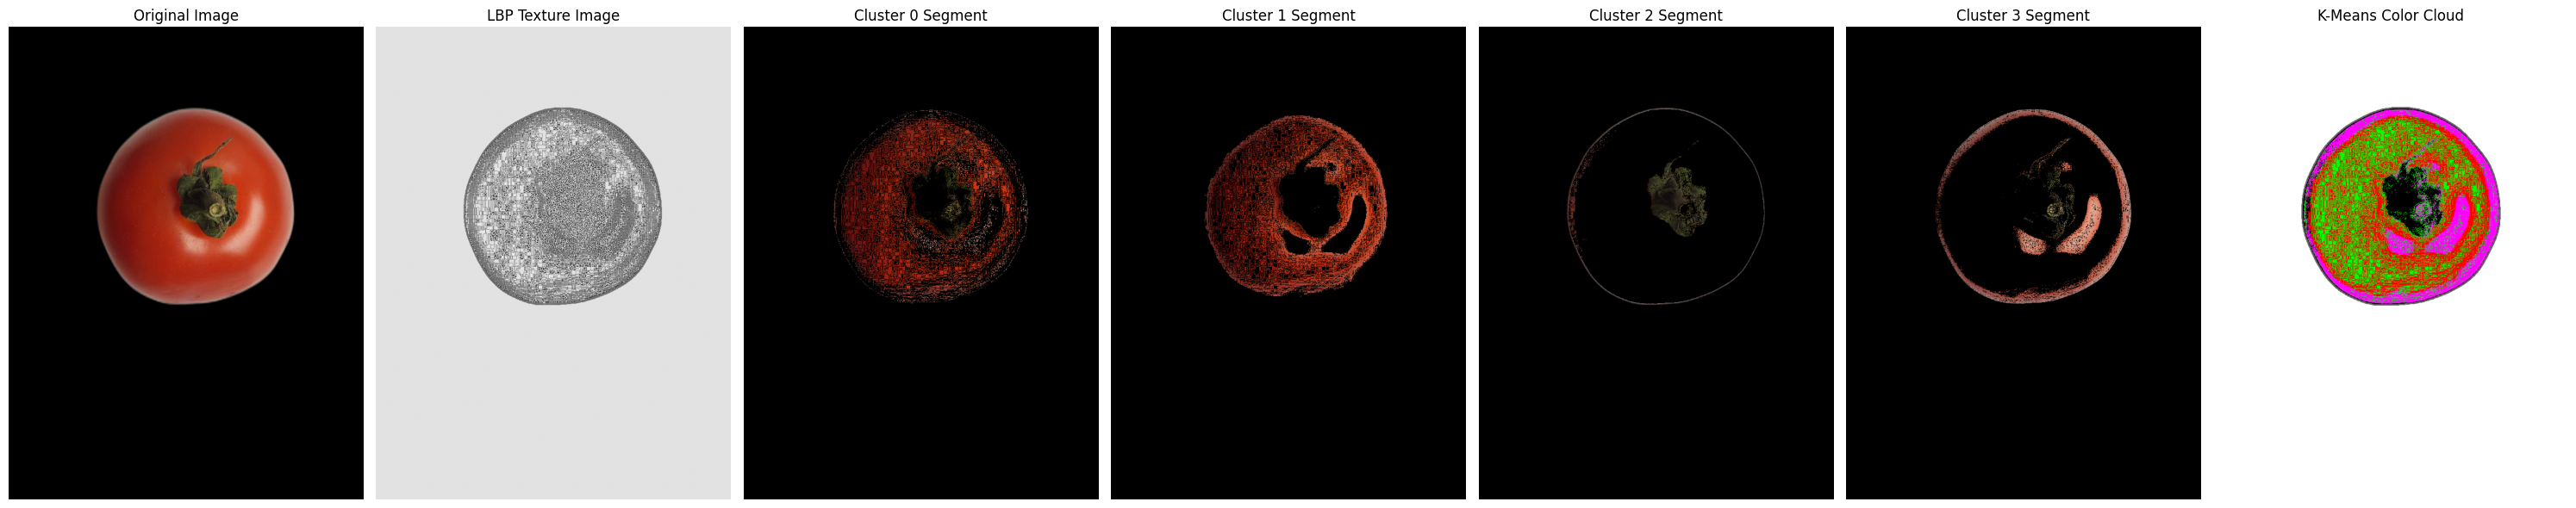 Original Image
LBP Texture Image
Cluster 0 Segment
Cluster 1 Segment
Cluster 2 Segment
Cluster 3 Segment
K-Means Color Cloud